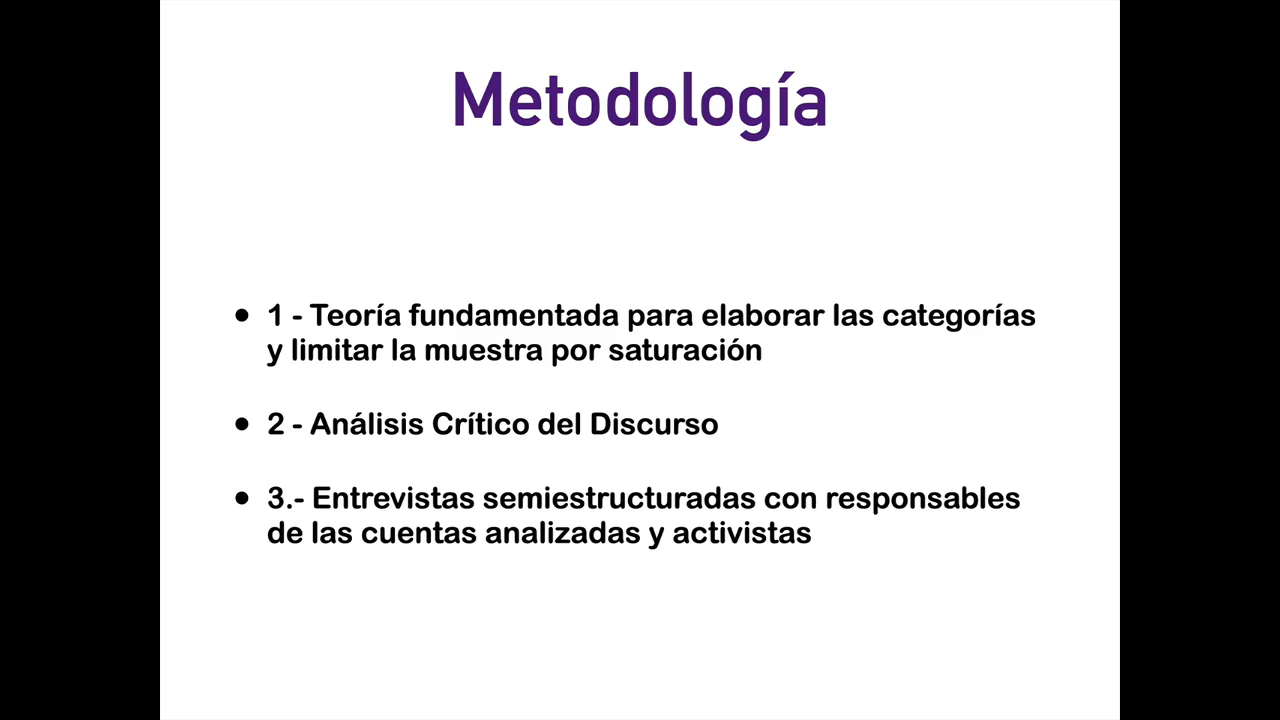 Metodología
• 1 - Teoría fundamentada para elaborar las categorías
y limitar la muestra por saturación
• 2 - Análisis Crítico del Discurso
• 3.- Entrevistas semiestructuradas con responsables
de las cuentas analizadas y activistas